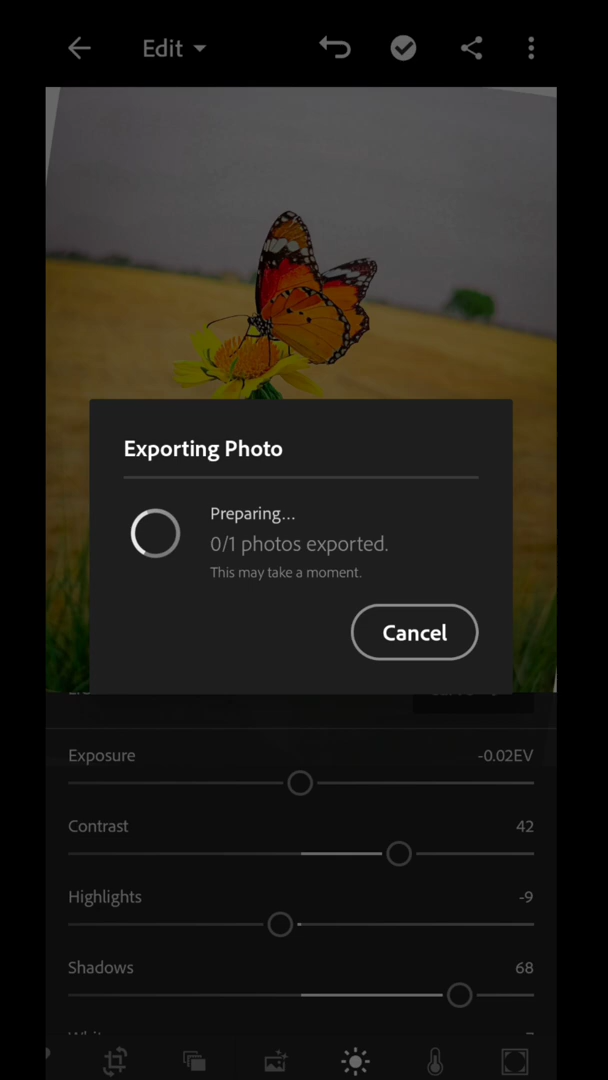 Edit
Exporting Photo
Preparing...
0/1 photos exported.
This may take a moment.
Cancel
Exposure -0.02EV
Contrast 42
Highlights -9
Shadows 68